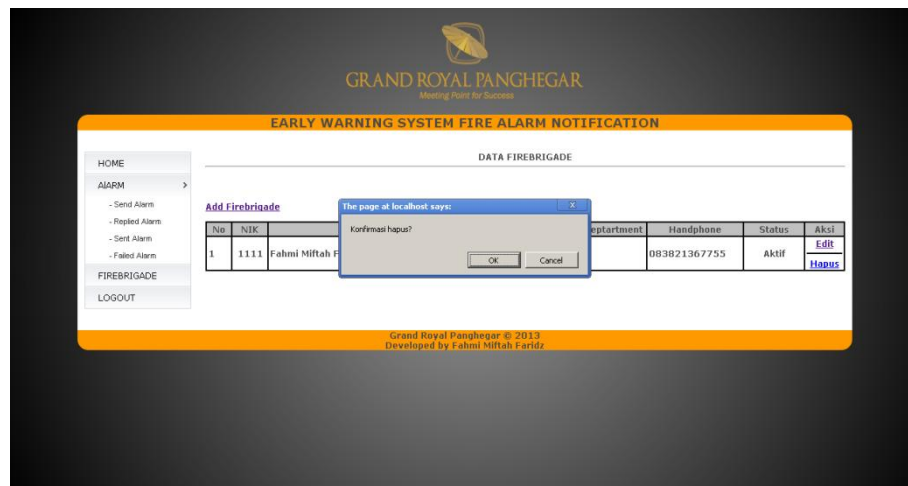 GRAND ROYAL PANGHEGAR
Meeting Point for Success
EARLY WARNING SYSTEM FIRE ALARM NOTIFICATION
HOME
AlARM >
- Send Alarm
- Replied Alarm
- Sent Alarm
- Failed Alarm
FIREBRIGADE
LOGOUT
DATA FIREBRIGADE
Add Firebrigade
No NIK Handphone Status Aksi
1 1111 Fahmi Miftah 083821367755 Aktif Edit
Hapus
The page at localhost says: X
Konfirmasi hapus?
OK Cancel
Grand Royal Panghegar © 2013
Developed by Fahmi Miftah Faridz